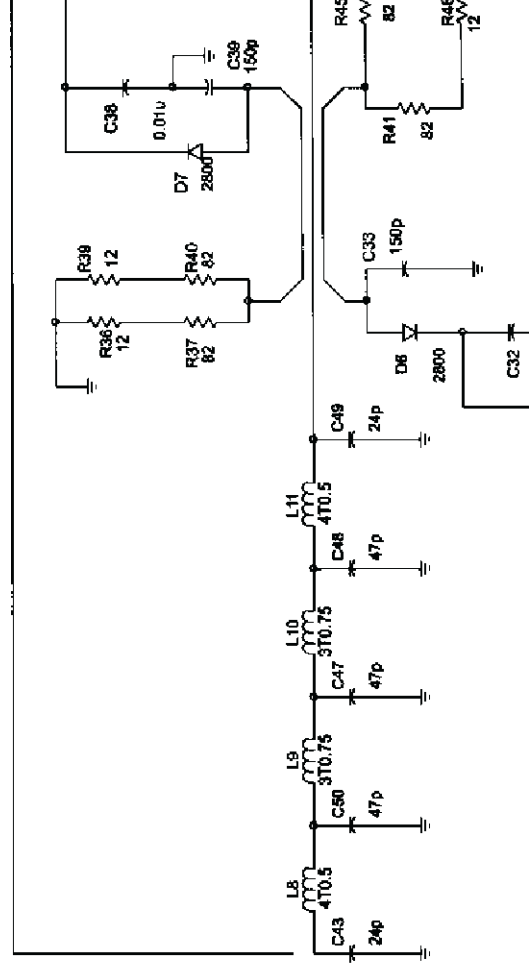 R45
82
R46
12
C39
150p
C38
0.01u
D7
2800
R41
82
R39
12
R40
82
R36
12
R37
82
C33
150p
D6
2800
C32
C49
24p
L11
4T0.5
C48
47p
L10
3T0.75
C47
47p
L9
3T0.75
C50
47p
L8
4T0.5
C43
24p